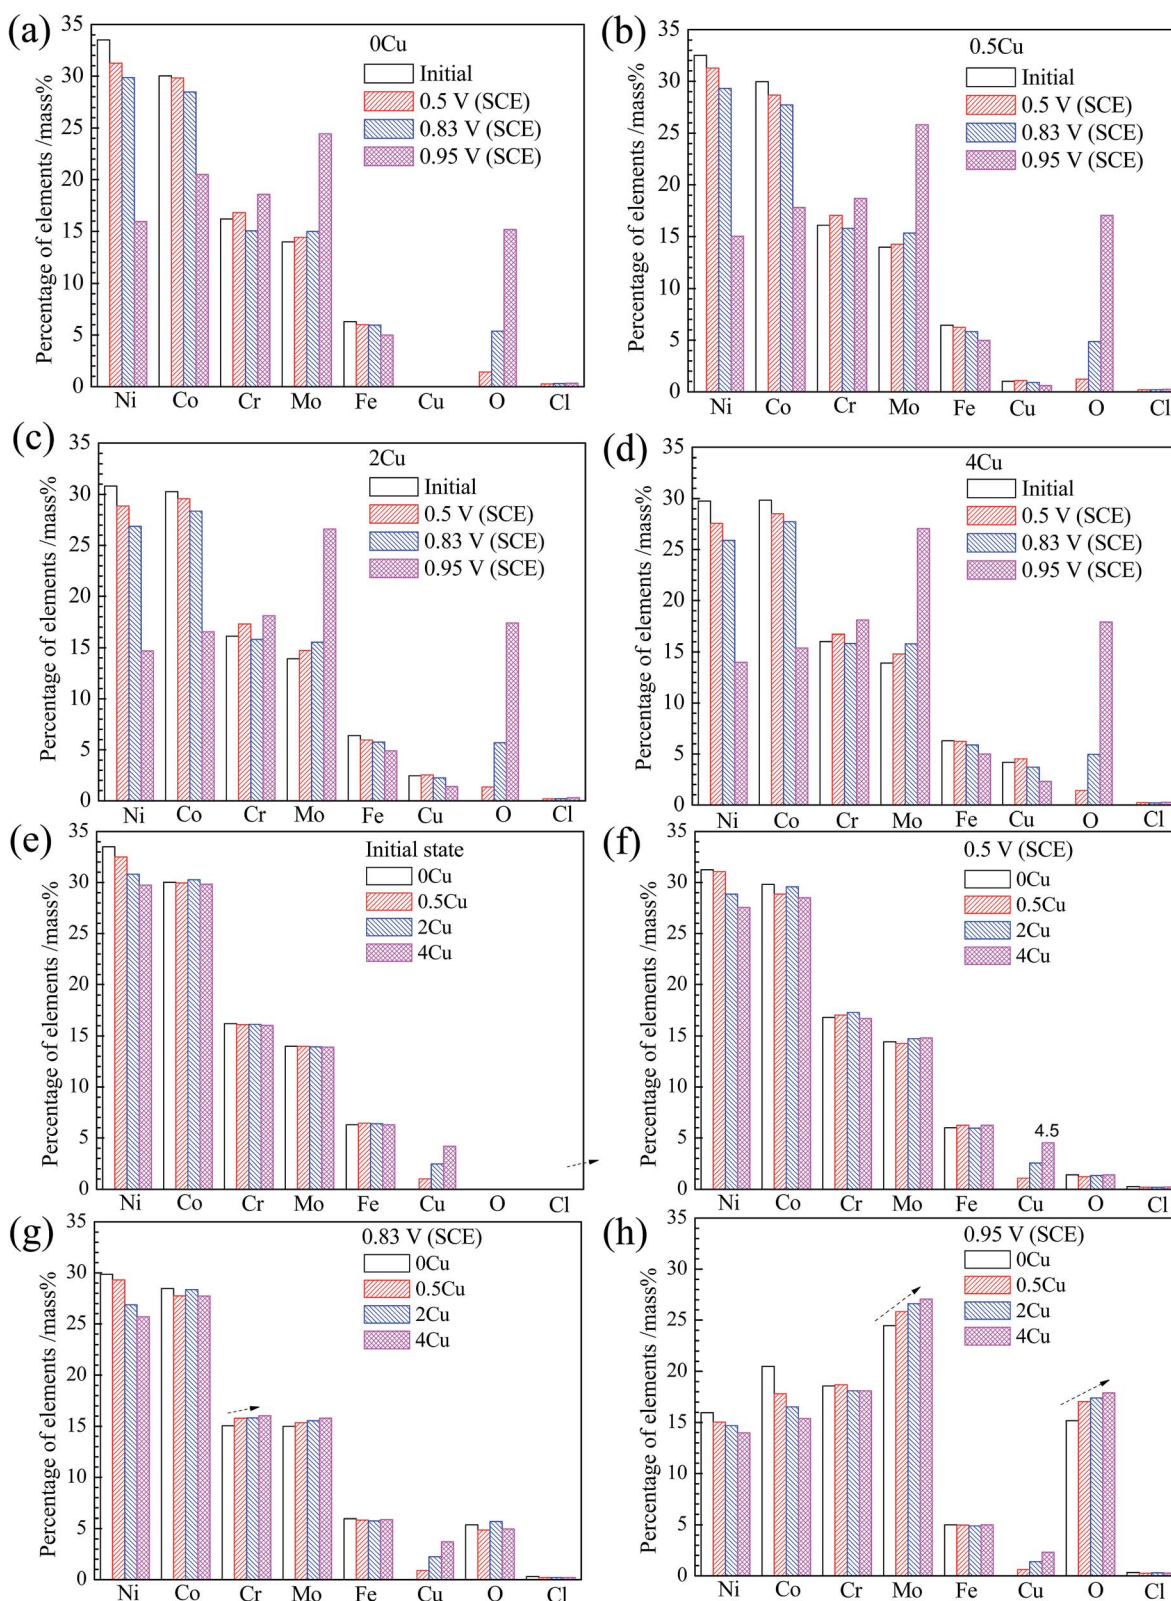 (a)
35
30
25
20
15
10
5
0
Percentage of elements /mass%
0Cu
Initial
0.5 V (SCE)
0.83 V (SCE)
0.95 V (SCE)
Ni Co Cr Mo Fe Cu O Cl
(b)
35
30
25
20
15
10
5
0
Percentage of elements /mass%
0.5Cu
Initial
0.5 V (SCE)
0.83 V (SCE)
0.95 V (SCE)
Ni Co Cr Mo Fe Cu O Cl
(c)
35
30
25
20
15
10
5
0
Percentage of elements /mass%
2Cu
Initial
0.5 V (SCE)
0.83 V (SCE)
0.95 V (SCE)
Ni Co Cr Mo Fe Cu O Cl
(d)
35
30
25
20
15
10
5
0
Percentage of elements /mass%
4Cu
Initial
0.5 V (SCE)
0.83 V (SCE)
0.95 V (SCE)
Ni Co Cr Mo Fe Cu O Cl
(e)
35
30
25
20
15
10
5
0
Percentage of elements /mass%
Initial state
0Cu
0.5Cu
2Cu
4Cu
Ni Co Cr Mo Fe Cu O Cl
(f)
35
30
25
20
15
10
5
0
Percentage of elements /mass%
0.5 V (SCE)
0Cu
0.5Cu
2Cu
4Cu
4.5
Ni Co Cr Mo Fe Cu O Cl
(g)
35
30
25
20
15
10
5
0
Percentage of elements /mass%
0.83 V (SCE)
0Cu
0.5Cu
2Cu
4Cu
Ni Co Cr Mo Fe Cu O Cl
(h)
35
30
25
20
15
10
5
0
Percentage of elements /mass%
0.95 V (SCE)
0Cu
0.5Cu
2Cu
4Cu
Ni Co Cr Mo Fe Cu O Cl